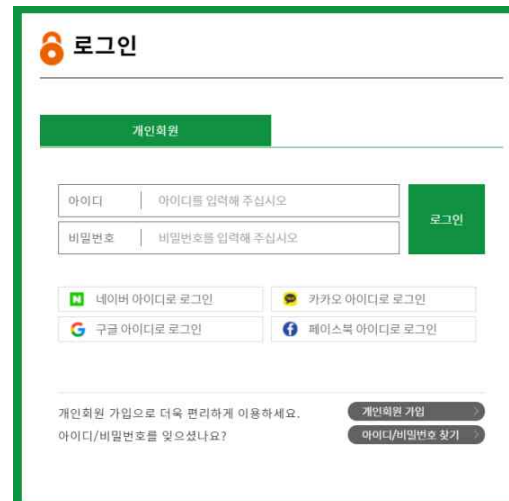 로그인
개인회원
아이디 아이디를 입력해 주십시오
로그인
비밀번호 비밀번호를 입력해 주십시오
네이버 아이디로 로그인 카카오 아이디로 로그인
구글 아이디로 로그인 페이스북 아이디로 로그인
개인회원 가입으로 더욱 편리하게 이용하세요. 개인회원 가입
아이디/비밀번호를 잊으셨나요? 아이디/비밀번호 찾기